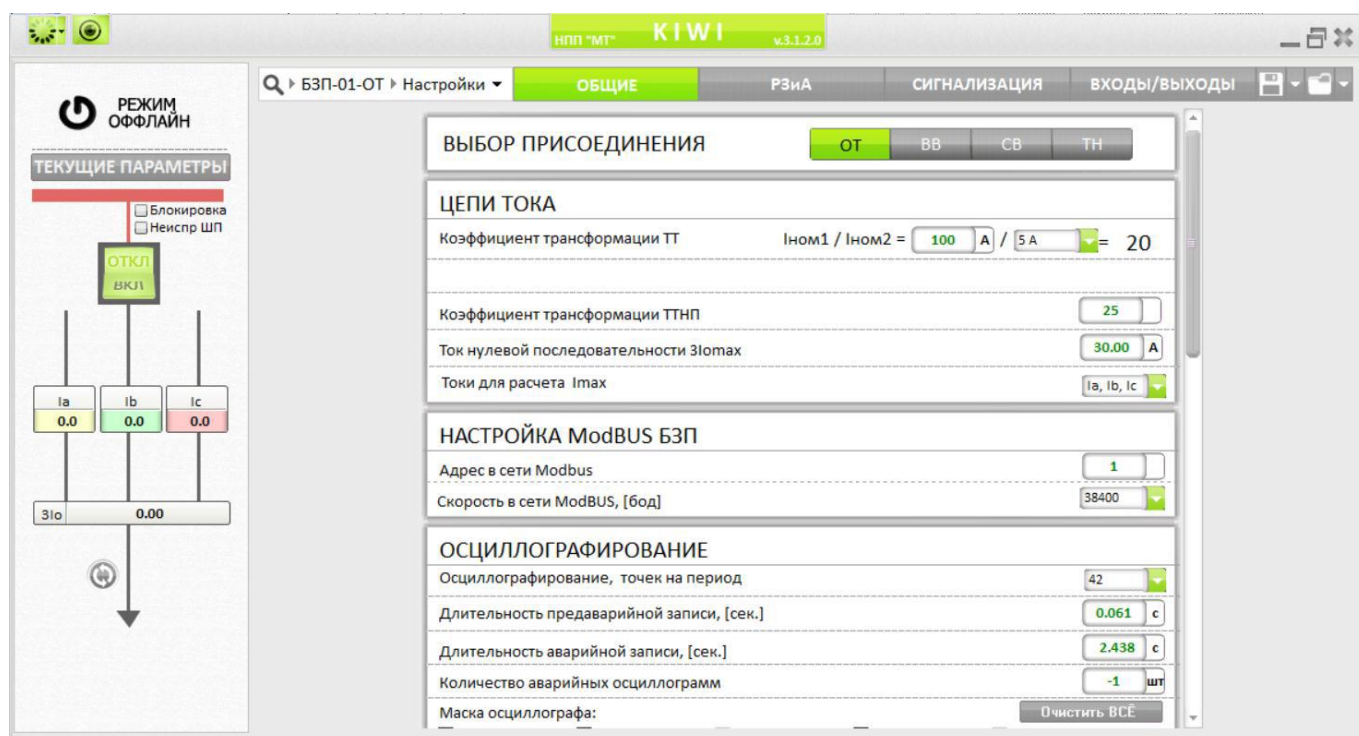 НПП "МТ" KIWI v.3.1.2.0
БЗП-01-ОТ Настройки ОБЩИЕ РЗиА СИГНАЛИЗАЦИЯ ВХОДЫ/ВЫХОДЫ
РЕЖИМ
ОФФЛАЙН
ТЕКУЩИЕ ПАРАМЕТРЫ
Блокировка
Неиспр ШП
ОТКЛ
ВКЛ
Ia Ib Ic
0.0 0.0 0.0
3Io 0.00
ВЫБОР ПРИСОЕДИНЕНИЯ ОТ ВВ СВ ТН
ЦЕПИ ТОКА
Коэффициент трансформации ТТ Iном1 / Iном2 = 100 А / 5 А = 20
Коэффициент трансформации ТТНП 25
Ток нулевой последовательности 3Iomax 30.00 А
Токи для расчета Imax Ia, Ib, Ic
НАСТРОЙКА ModBUS БЗП
Адрес в сети Modbus 1
Скорость в сети ModBUS, [бод] 38400
ОСЦИЛЛОГРАФИРОВАНИЕ
Осциллографирование, точек на период 42
Длительность предаварийной записи, [сек.] 0.061 с
Длительность аварийной записи, [сек.] 2.438 с
Количество аварийных осциллограмм -1 шт
Маска осциллографа: Очистить ВСЁ